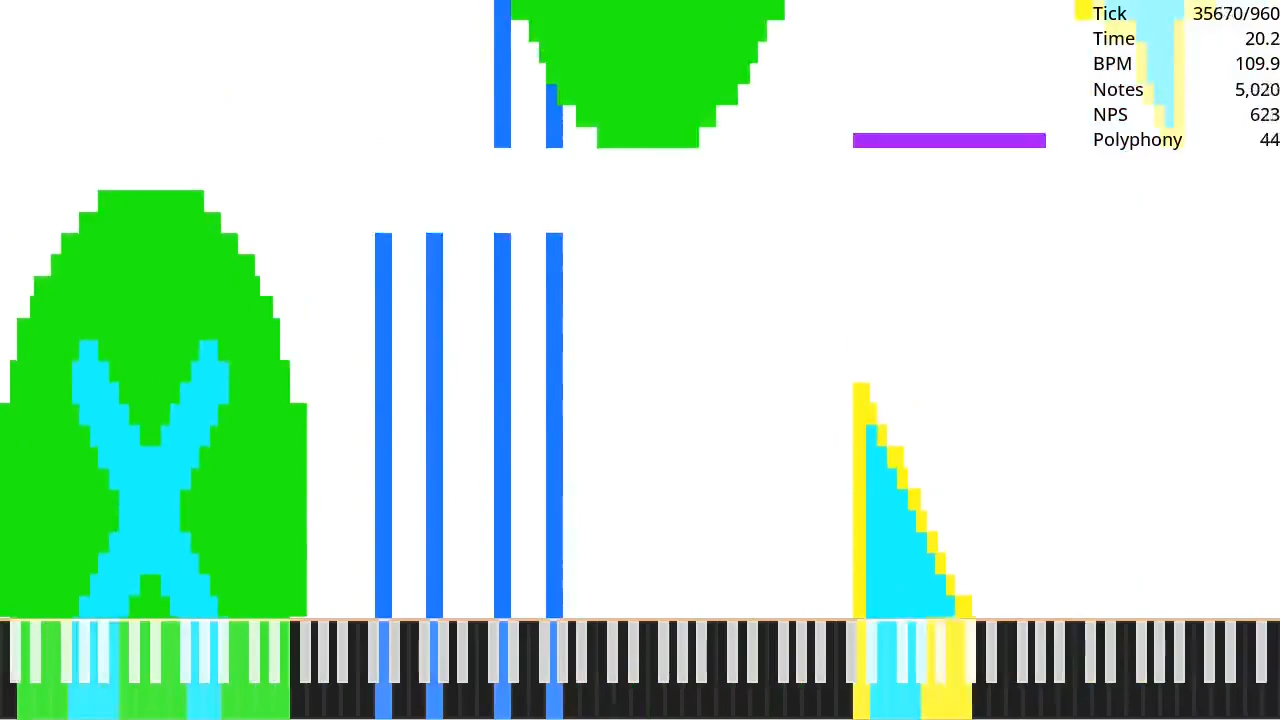 Tick 35670/960
Time 20.2
BPM 109.9
Notes 5,020
NPS 623
Polyphony 44
X